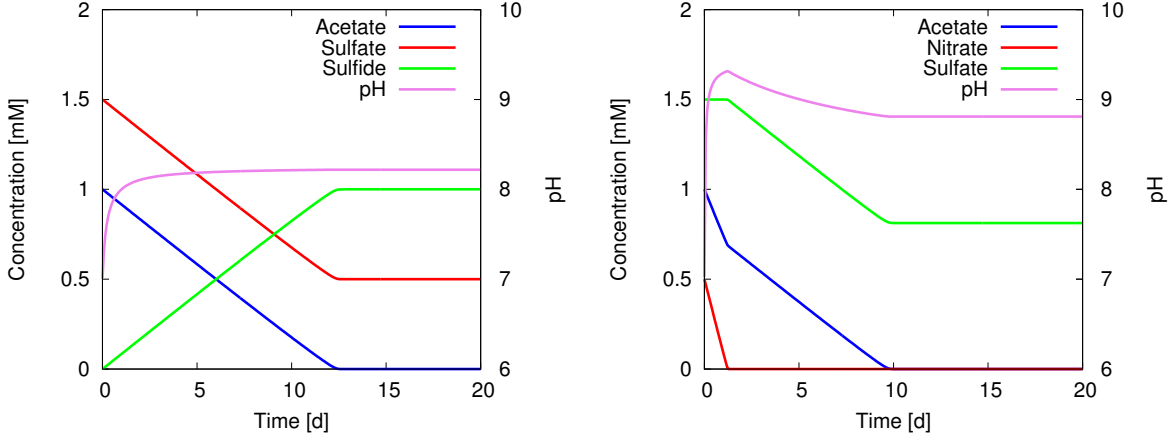 2
1.5
1
0.5
0
Concentration [mM]
0 5 10 15 20
Time [d]
10
9
8
7
6
pH
Acetate
Sulfate
Sulfide
pH
2
1.5
1
0.5
0
Concentration [mM]
0 5 10 15 20
Time [d]
10
9
8
7
6
pH
Acetate
Nitrate
Sulfate
pH